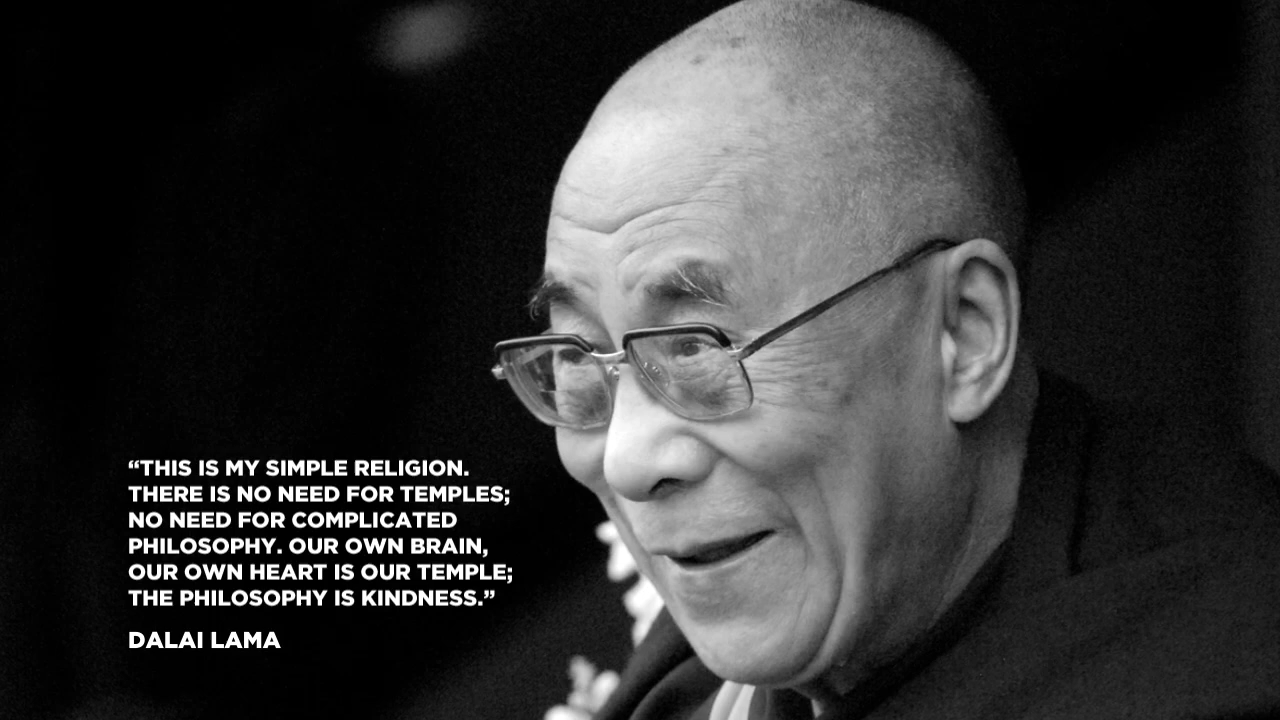 “THIS IS MY SIMPLE RELIGION.
THERE IS NO NEED FOR TEMPLES;
NO NEED FOR COMPLICATED
PHILOSOPHY. OUR OWN BRAIN,
OUR OWN HEART IS OUR TEMPLE;
THE PHILOSOPHY IS KINDNESS.”
DALAI LAMA